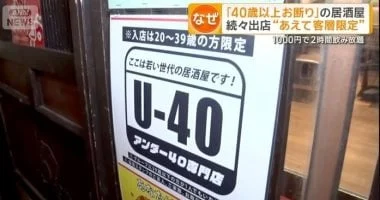 ANN
なぜ
「40歳以上お断り」の居酒屋
続々出店“あえて客層限定”
1000円で2時間飲み放題
※入店は20～39歳の方限定
ここは若い世代の居酒屋です！
U-40
アンダー40専門店